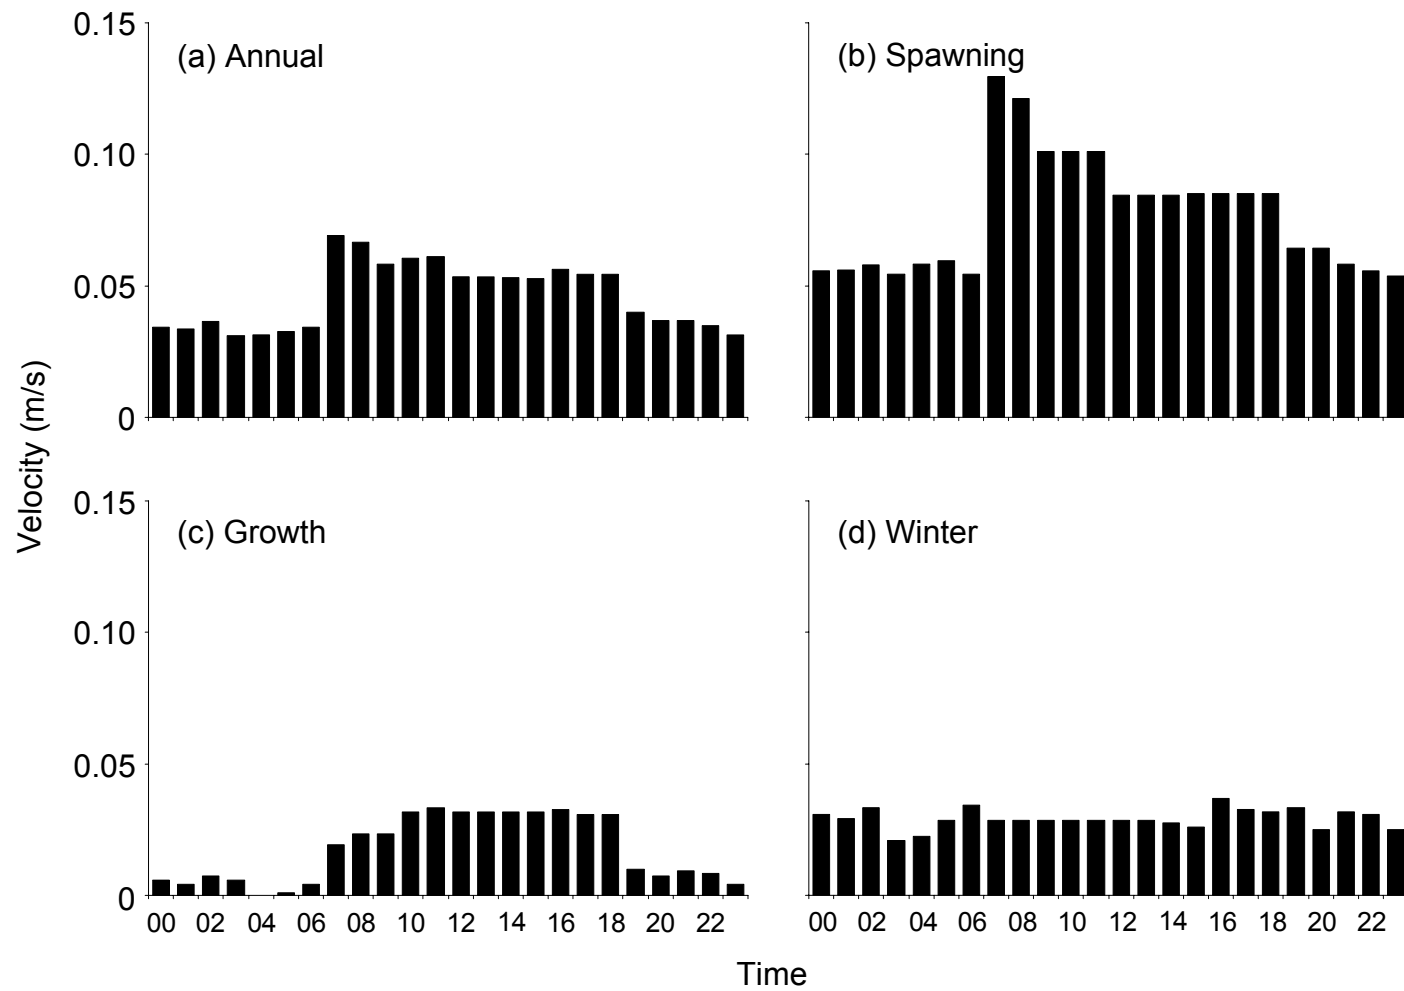 0.15
(a) Annual
(b) Spawning
0.10
0.05
0
Velocity (m/s)
0.15
(c) Growth
(d) Winter
0.10
0.05
0
00 02 04 06 08 10 12 14 16 18 20 22
00 02 04 06 08 10 12 14 16 18 20 22
Time